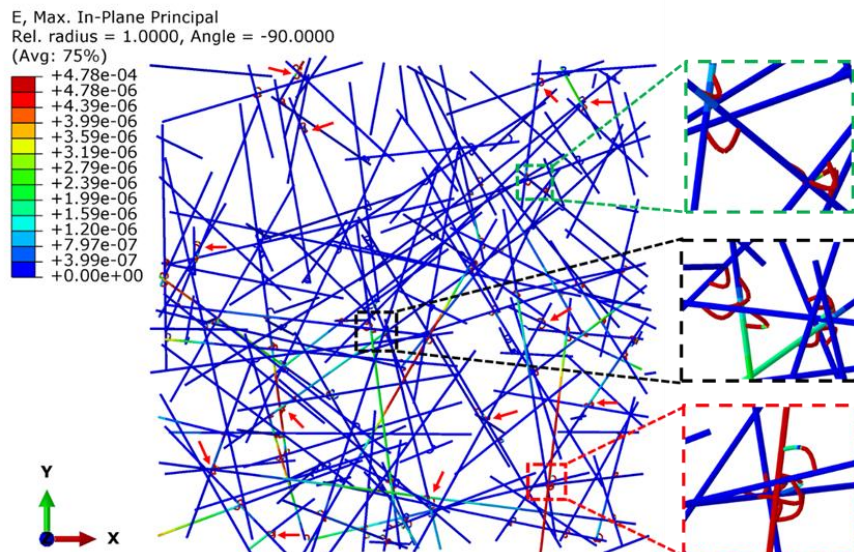 E, Max. In-Plane Principal
Rel. radius = 1.0000, Angle = -90.0000
(Avg: 75%)
+4.78e-04
+4.78e-06
+4.39e-06
+3.99e-06
+3.59e-06
+3.19e-06
+2.79e-06
+2.39e-06
+1.99e-06
+1.59e-06
+1.20e-06
+7.97e-07
+3.99e-07
+0.00e+00
Y
Z
X